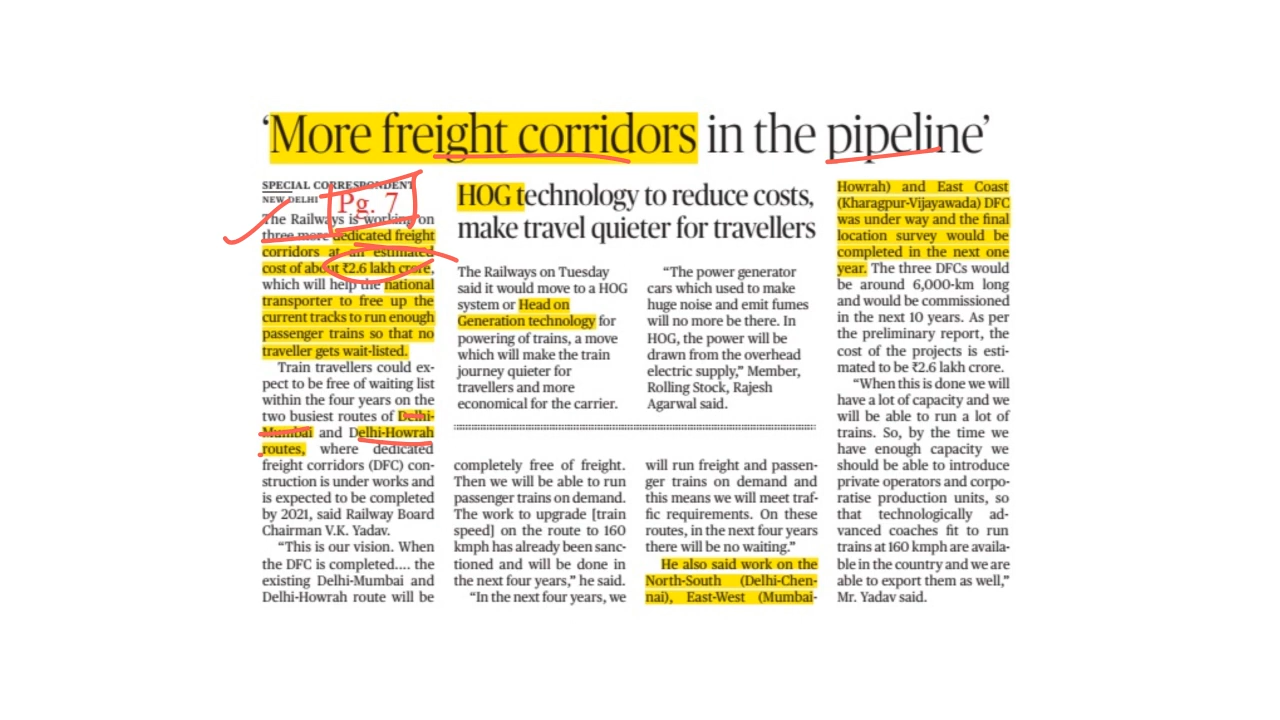 ‘More freight corridors in the pipeline’
SPECIAL CORRESPONDENT
NEW DELHI
Pg. 7
The Railways is working on
three more dedicated freight
corridors at an estimated
cost of about ₹2.6 lakh crore,
which will help the national
transporter to free up the
current tracks to run enough
passenger trains so that no
traveller gets wait-listed.
Train travellers could ex-
pect to be free of waiting list
within the four years on the
two busiest routes of Delhi-
Mumbai and Delhi-Howrah
routes, where dedicated
freight corridors (DFC) con-
struction is under works and
is expected to be completed
by 2021, said Railway Board
Chairman V.K. Yadav.
“This is our vision. When
the DFC is completed.... the
existing Delhi-Mumbai and
Delhi-Howrah route will be
HOG technology to reduce costs,
make travel quieter for travellers
The Railways on Tuesday
said it would move to a HOG
system or Head on
Generation technology for
powering of trains, a move
which will make the train
journey quieter for
travellers and more
economical for the carrier.
“The power generator
cars which used to make
huge noise and emit fumes
will no more be there. In
HOG, the power will be
drawn from the overhead
electric supply,” Member,
Rolling Stock, Rajesh
Agarwal said.
completely free of freight.
Then we will be able to run
passenger trains on demand.
The work to upgrade [train
speed] on the route to 160
kmph has already been sanc-
tioned and will be done in
the next four years,” he said.
“In the next four years, we
will run freight and passen-
ger trains on demand and
this means we will meet traf-
fic requirements. On these
routes, in the next four years
there will be no waiting.”
He also said work on the
North-South (Delhi-Chen-
nai), East-West (Mumbai-
Howrah) and East Coast
(Kharagpur-Vijayawada) DFC
was under way and the final
location survey would be
completed in the next one
year. The three DFCs would
be around 6,000-km long
and would be commissioned
in the next 10 years. As per
the preliminary report, the
cost of the projects is esti-
mated to be ₹2.6 lakh crore.
“When this is done we will
have a lot of capacity and we
will be able to run a lot of
trains. So, by the time we
have enough capacity we
should be able to introduce
private operators and corpo-
ratise production units, so
that technologically ad-
vanced coaches fit to run
trains at 160 kmph are availa-
ble in the country and we are
able to export them as well,”
Mr. Yadav said.